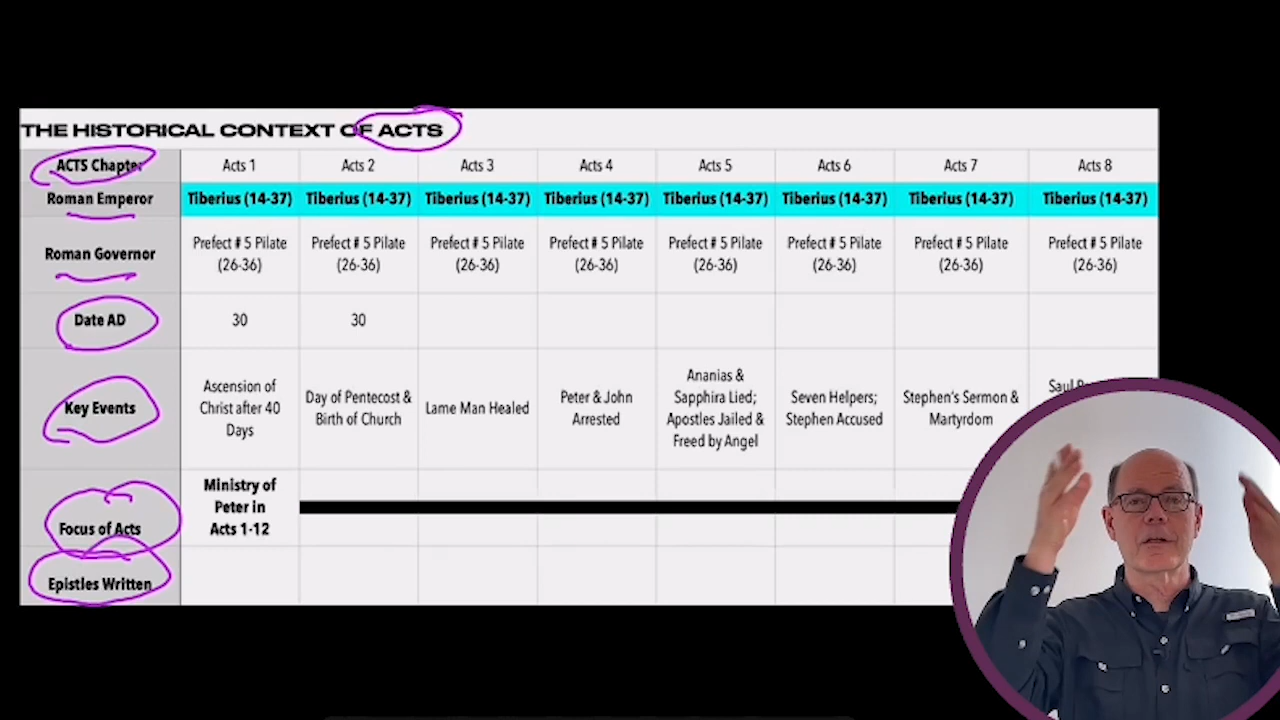 THE HISTORICAL CONTEXT OF ACTS
ACTS Chapter
Acts 1
Acts 2
Acts 3
Acts 4
Acts 5
Acts 6
Acts 7
Acts 8
Roman Emperor
Tiberius (14-37)
Tiberius (14-37)
Tiberius (14-37)
Tiberius (14-37)
Tiberius (14-37)
Tiberius (14-37)
Tiberius (14-37)
Tiberius (14-37)
Roman Governor
Prefect # 5 Pilate
(26-36)
Prefect # 5 Pilate
(26-36)
Prefect # 5 Pilate
(26-36)
Prefect # 5 Pilate
(26-36)
Prefect # 5 Pilate
(26-36)
Prefect # 5 Pilate
(26-36)
Prefect # 5 Pilate
(26-36)
Prefect # 5 Pilate
(26-36)
Date AD
30
30
Key Events
Ascension of
Christ after 40
Days
Day of Pentecost &
Birth of Church
Lame Man Healed
Peter & John
Arrested
Ananias &
Sapphira Lied;
Apostles Jailed &
Freed by Angel
Seven Helpers;
Stephen Accused
Stephen's Sermon &
Martyrdom
Saul
Focus of Acts
Ministry of
Peter in
Acts 1-12
Epistles Written